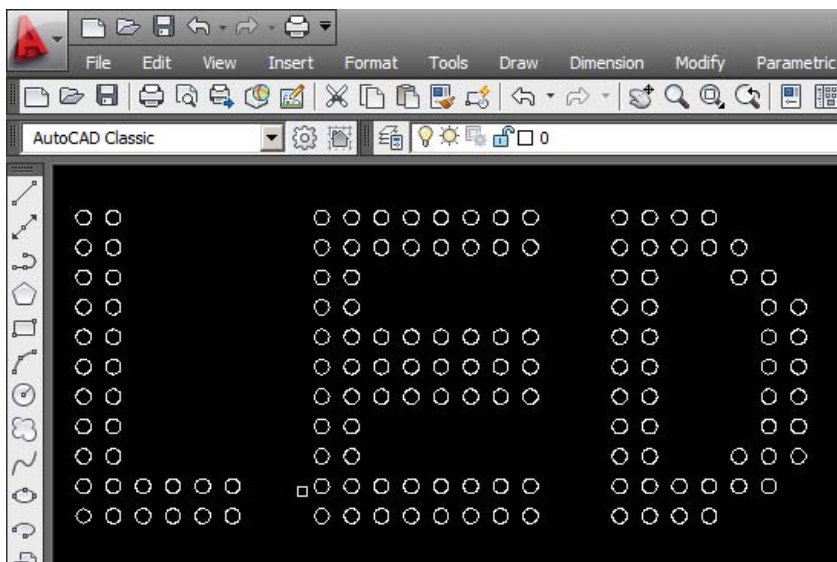 File Edit View Insert Format Tools Draw Dimension Modify Parametric
AutoCAD Classic 0
LED